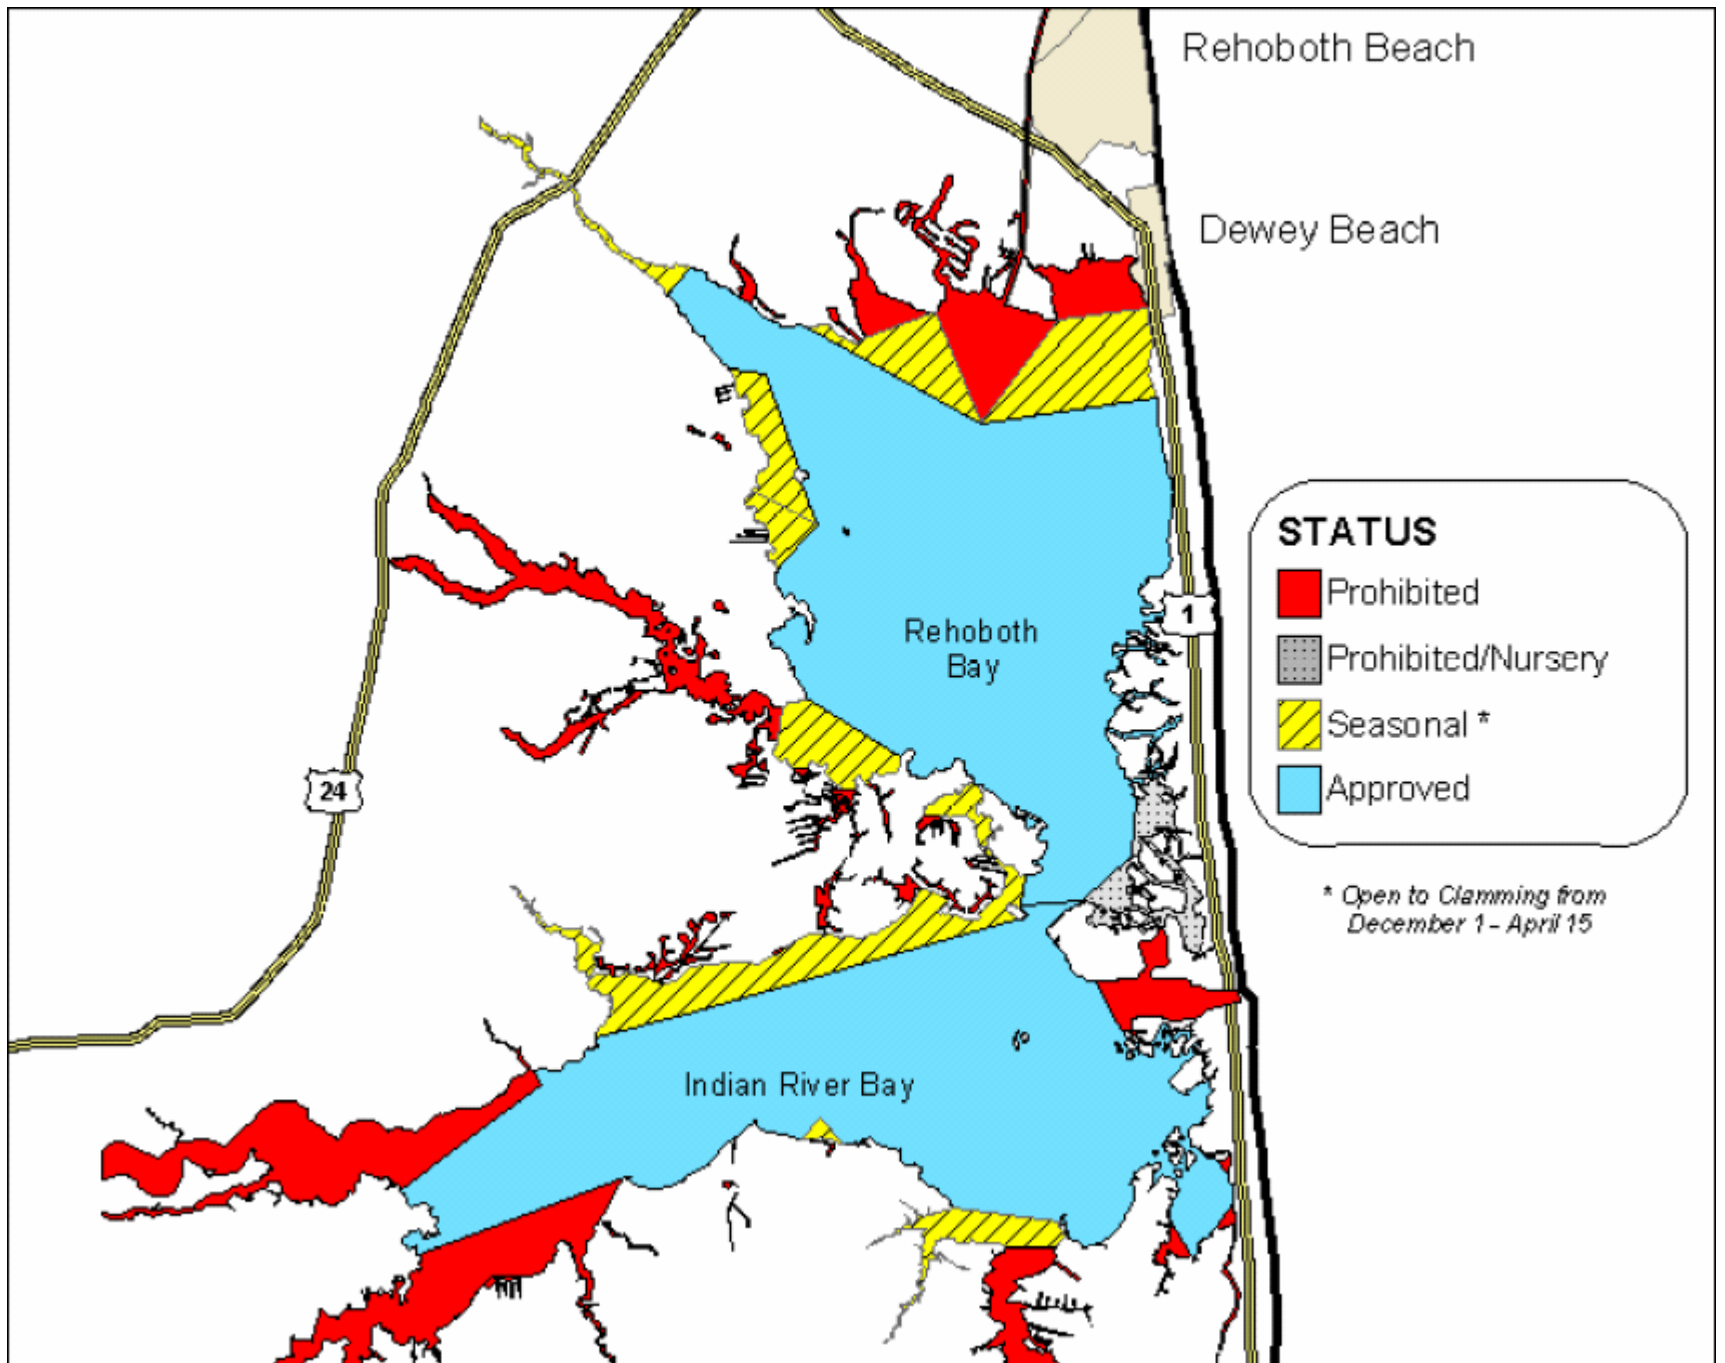 Rehoboth Beach
Dewey Beach
STATUS
Prohibited
Prohibited/Nursery
Seasonal *
Approved
* Open to Clamming from
December 1 - April 15
1
Rehoboth
Bay
24
Indian River Bay